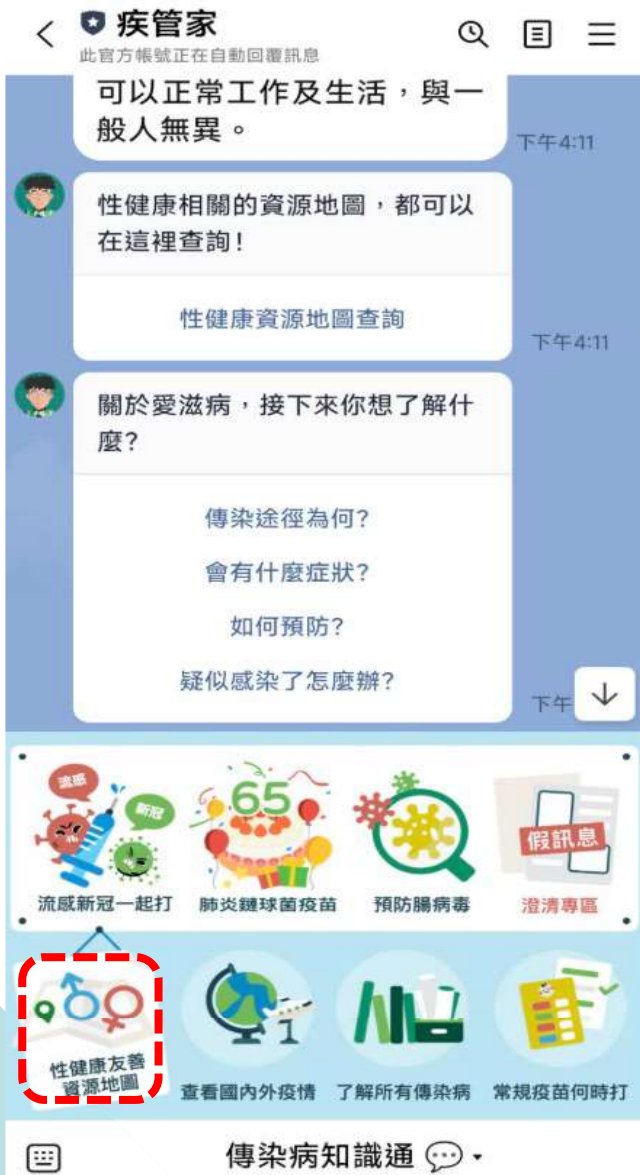 疾管家
此官方帳號正在自動回覆訊息
可以正常工作及生活，與一
般人無異。
下午4:11
性健康相關的資源地圖，都可以
在這裡查詢!
性健康資源地圖查詢
下午4:11
關於愛滋病，接下來你想了解什
麼?
傳染途徑為何?
會有什麼症狀?
如何預防?
疑似感染了怎麼辦?
下午
流感
新冠
65
假訊息
流感新冠一起打
肺炎鏈球菌疫苗
預防腸病毒
澄清專區
性健康友善
資源地圖
查看國內外疫情
了解所有傳染病
常規疫苗何時打
傳染病知識通